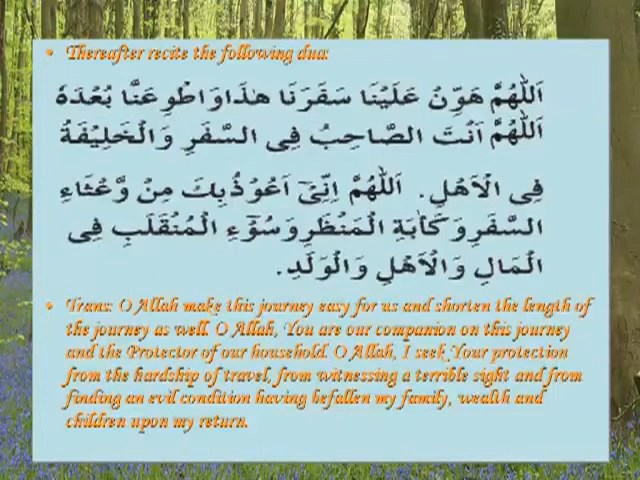 Thereafter recite the following dua:
اَللّٰهُمَّ هَوِّنْ عَلَيْنَا سَفَرَنَا هٰذَا وَاطْوِ عَنَّا بُعْدَهٗ
اَللّٰهُمَّ اَنْتَ الصَّاحِبُ فِى السَّفَرِ وَالْخَلِيْفَةُ
فِى الْاَهْلِ. اَللّٰهُمَّ اِنِّىْٓ اَعُوْذُ بِكَ مِنْ وَّعْثَاءِ
السَّفَرِ وَكَاٰبَةِ الْمَنْظَرِ وَسُوْٓءِ الْمُنْقَلَبِ فِى
الْمَالِ وَالْاَهْلِ وَالْوَلَدِ.
Trans: O Allah make this journey easy for us and shorten the length of
the journey as well. O Allah, You are our companion on this journey
and the Protector of our household. O Allah, I seek Your protection
from the hardship of travel, from witnessing a terrible sight and from
finding an evil condition having befallen my family, wealth and
children upon my return.